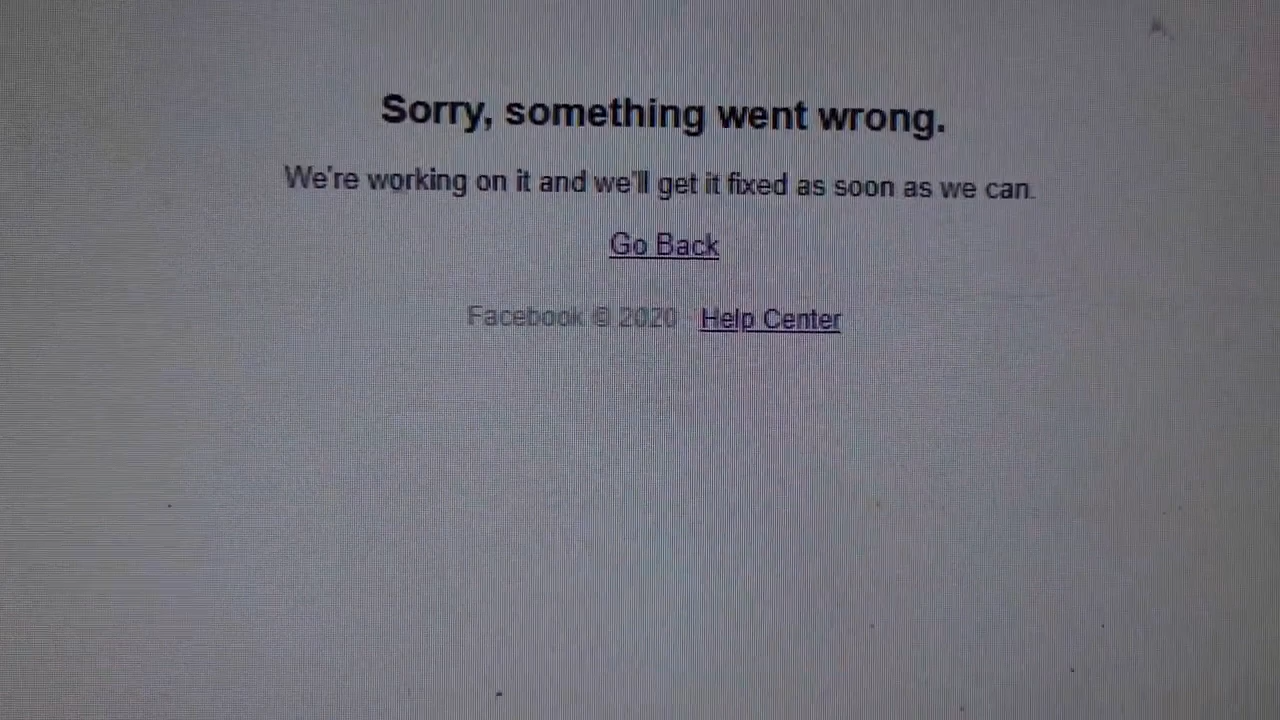 Sorry, something went wrong.
We're working on it and we'll get it fixed as soon as we can.
Go Back
Facebook © 2020 · Help Center